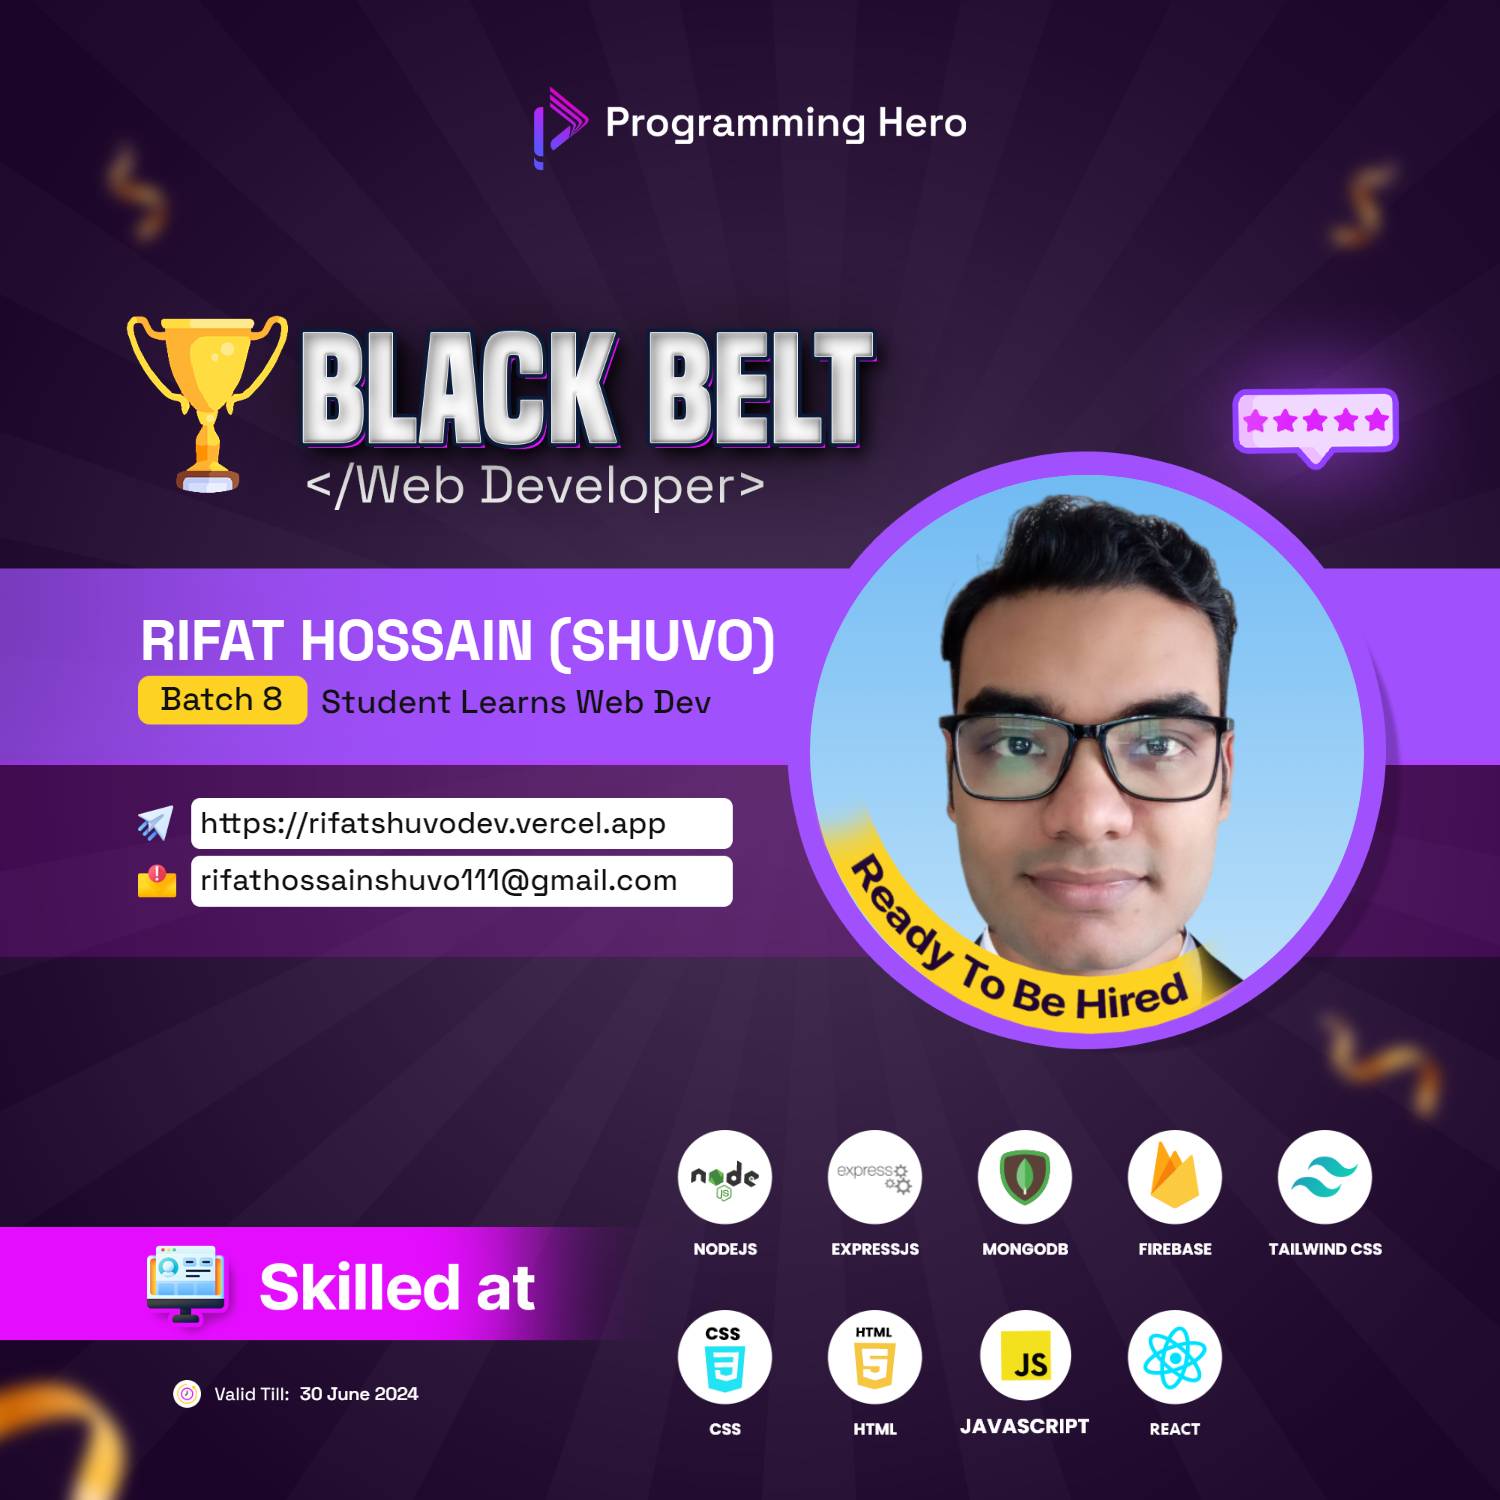 Programming Hero
BLACK BELT
</Web Developer>
RIFAT HOSSAIN (SHUVO)
Batch 8 Student Learns Web Dev
https://rifatshuvodev.vercel.app
rifathossainshuvo111@gmail.com
Ready To Be Hired
node
JS
express
NODEJS EXPRESSJS MONGODB FIREBASE TAILWIND CSS
Skilled at
CSS HTML JS
CSS HTML JAVASCRIPT REACT
Valid Till: 30 June 2024